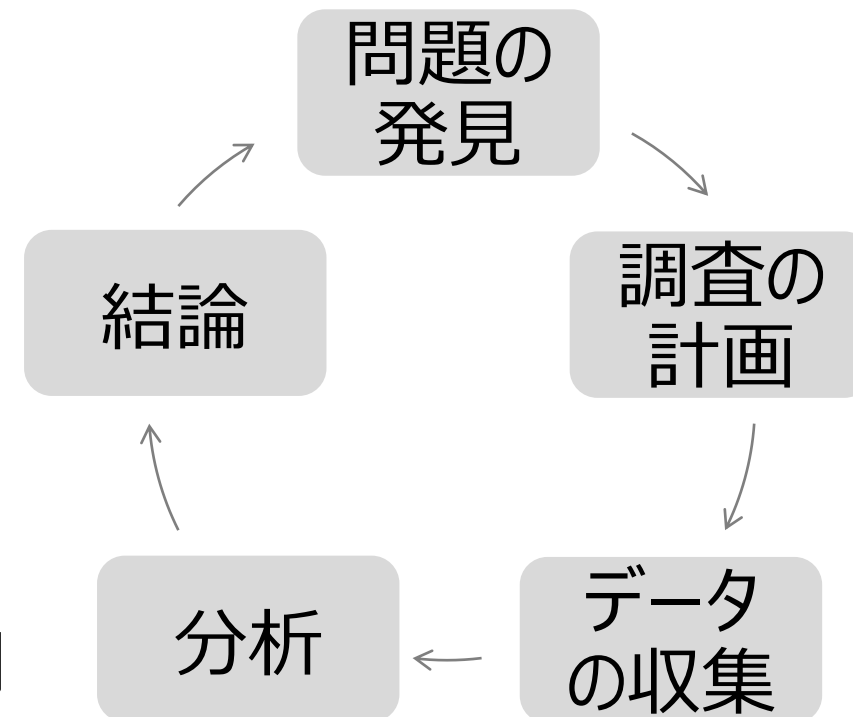 問題の
発見
調査の
計画
データ
の収集
分析
結論